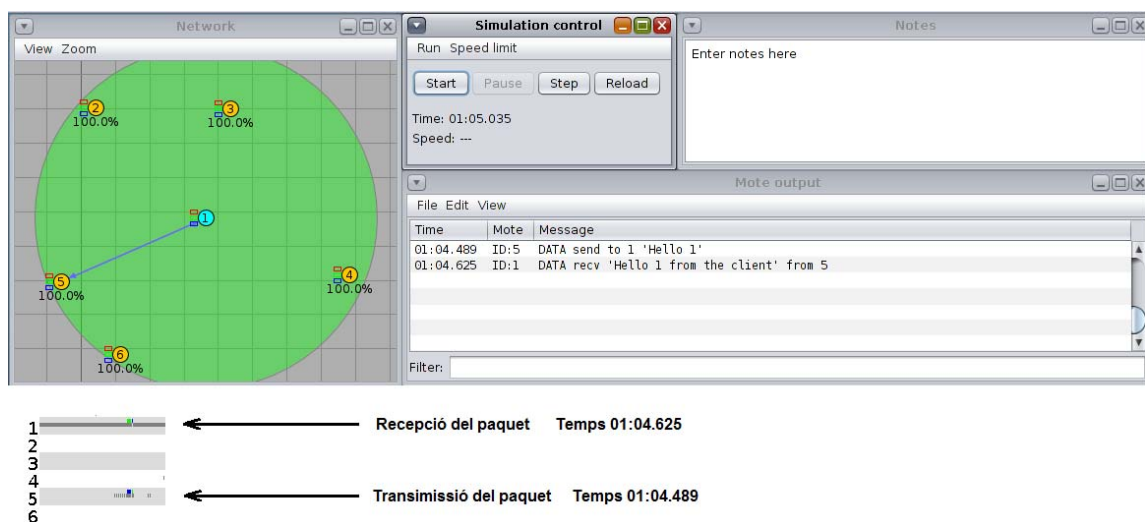 Network
View Zoom
2
100.0%
3
100.0%
1
5
100.0%
4
100.0%
6
100.0%
Simulation control
Run Speed limit
Start Pause Step Reload
Time: 01:05.035
Speed: ---
Notes
Enter notes here
Mote output
File Edit View
Time Mote Message
01:04.489 ID:5 DATA send to 1 'Hello 1'
01:04.625 ID:1 DATA recv 'Hello 1 from the client' from 5
Filter:
1 Recepció del paquet Temps 01:04.625
2
3
4
5 Transimissió del paquet Temps 01:04.489
6